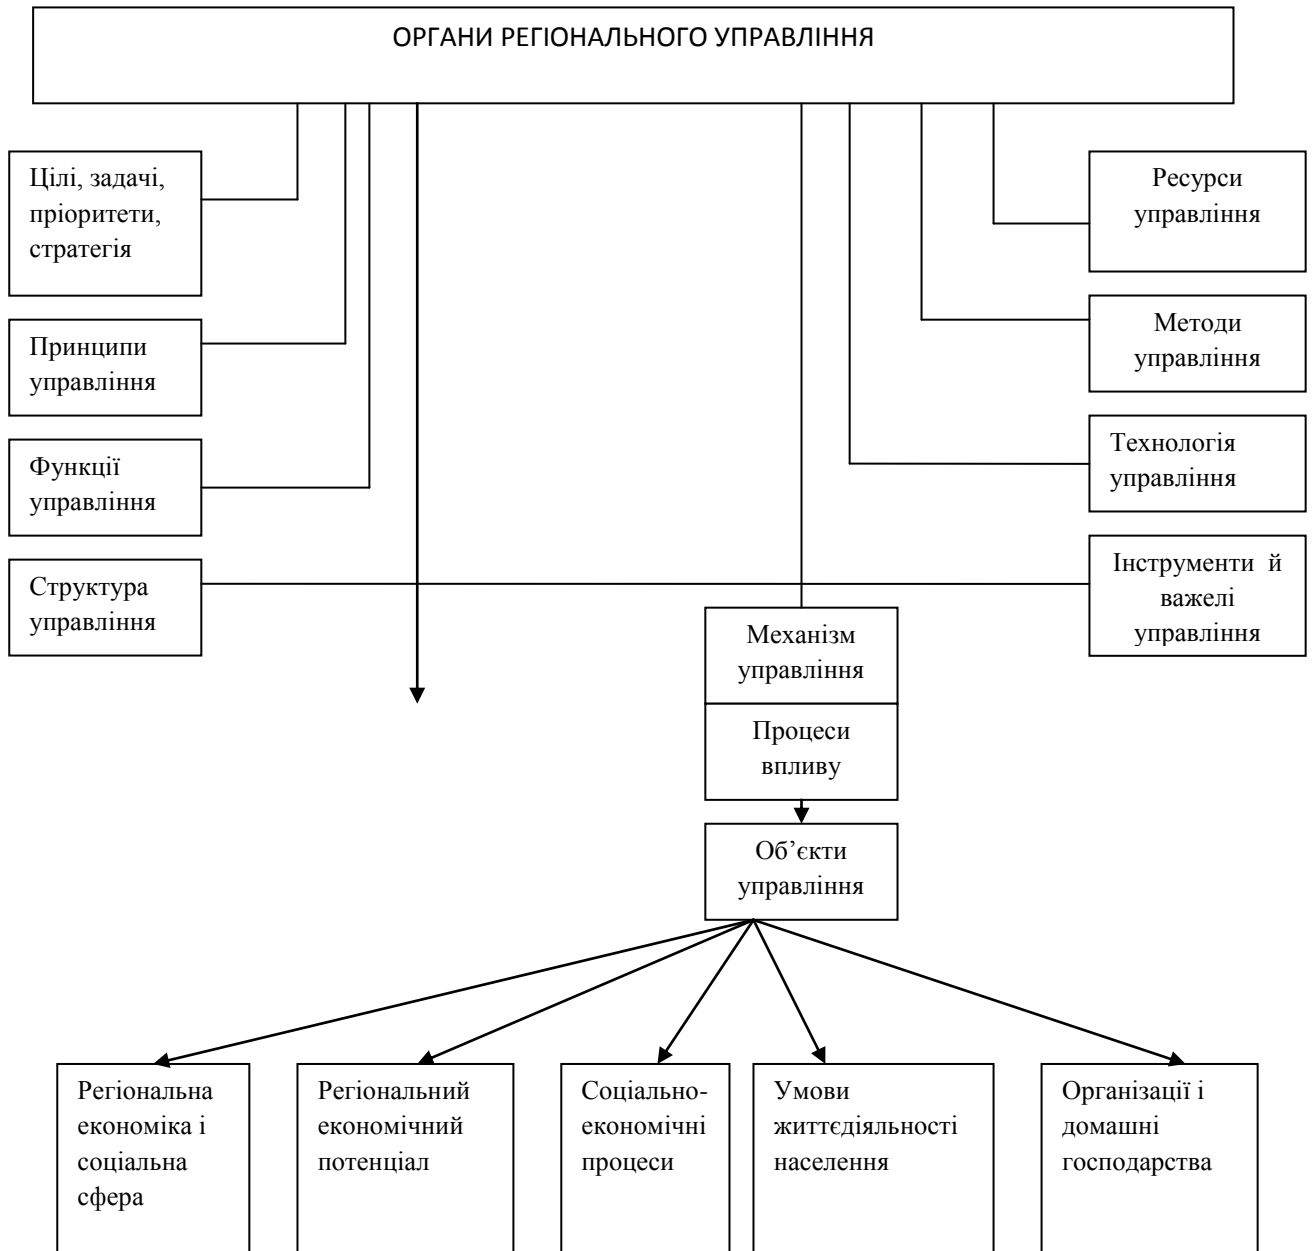 ОРГАНИ РЕГІОНАЛЬНОГО УПРАВЛІННЯ
Цілі, задачі,
пріоритети,
стратегія
Принципи
управління
Функції
управління
Структура
управління
Ресурси
управління
Методи
управління
Технологія
управління
Інструменти й
важелі
управління
Механізм
управління
Процеси
впливу
Об’єкти
управління
Регіональна
економіка і
соціальна
сфера
Регіональний
економічний
потенціал
Соціально-
економічні
процеси
Умови
життєдіяльності
населення
Організації і
домашні
господарства